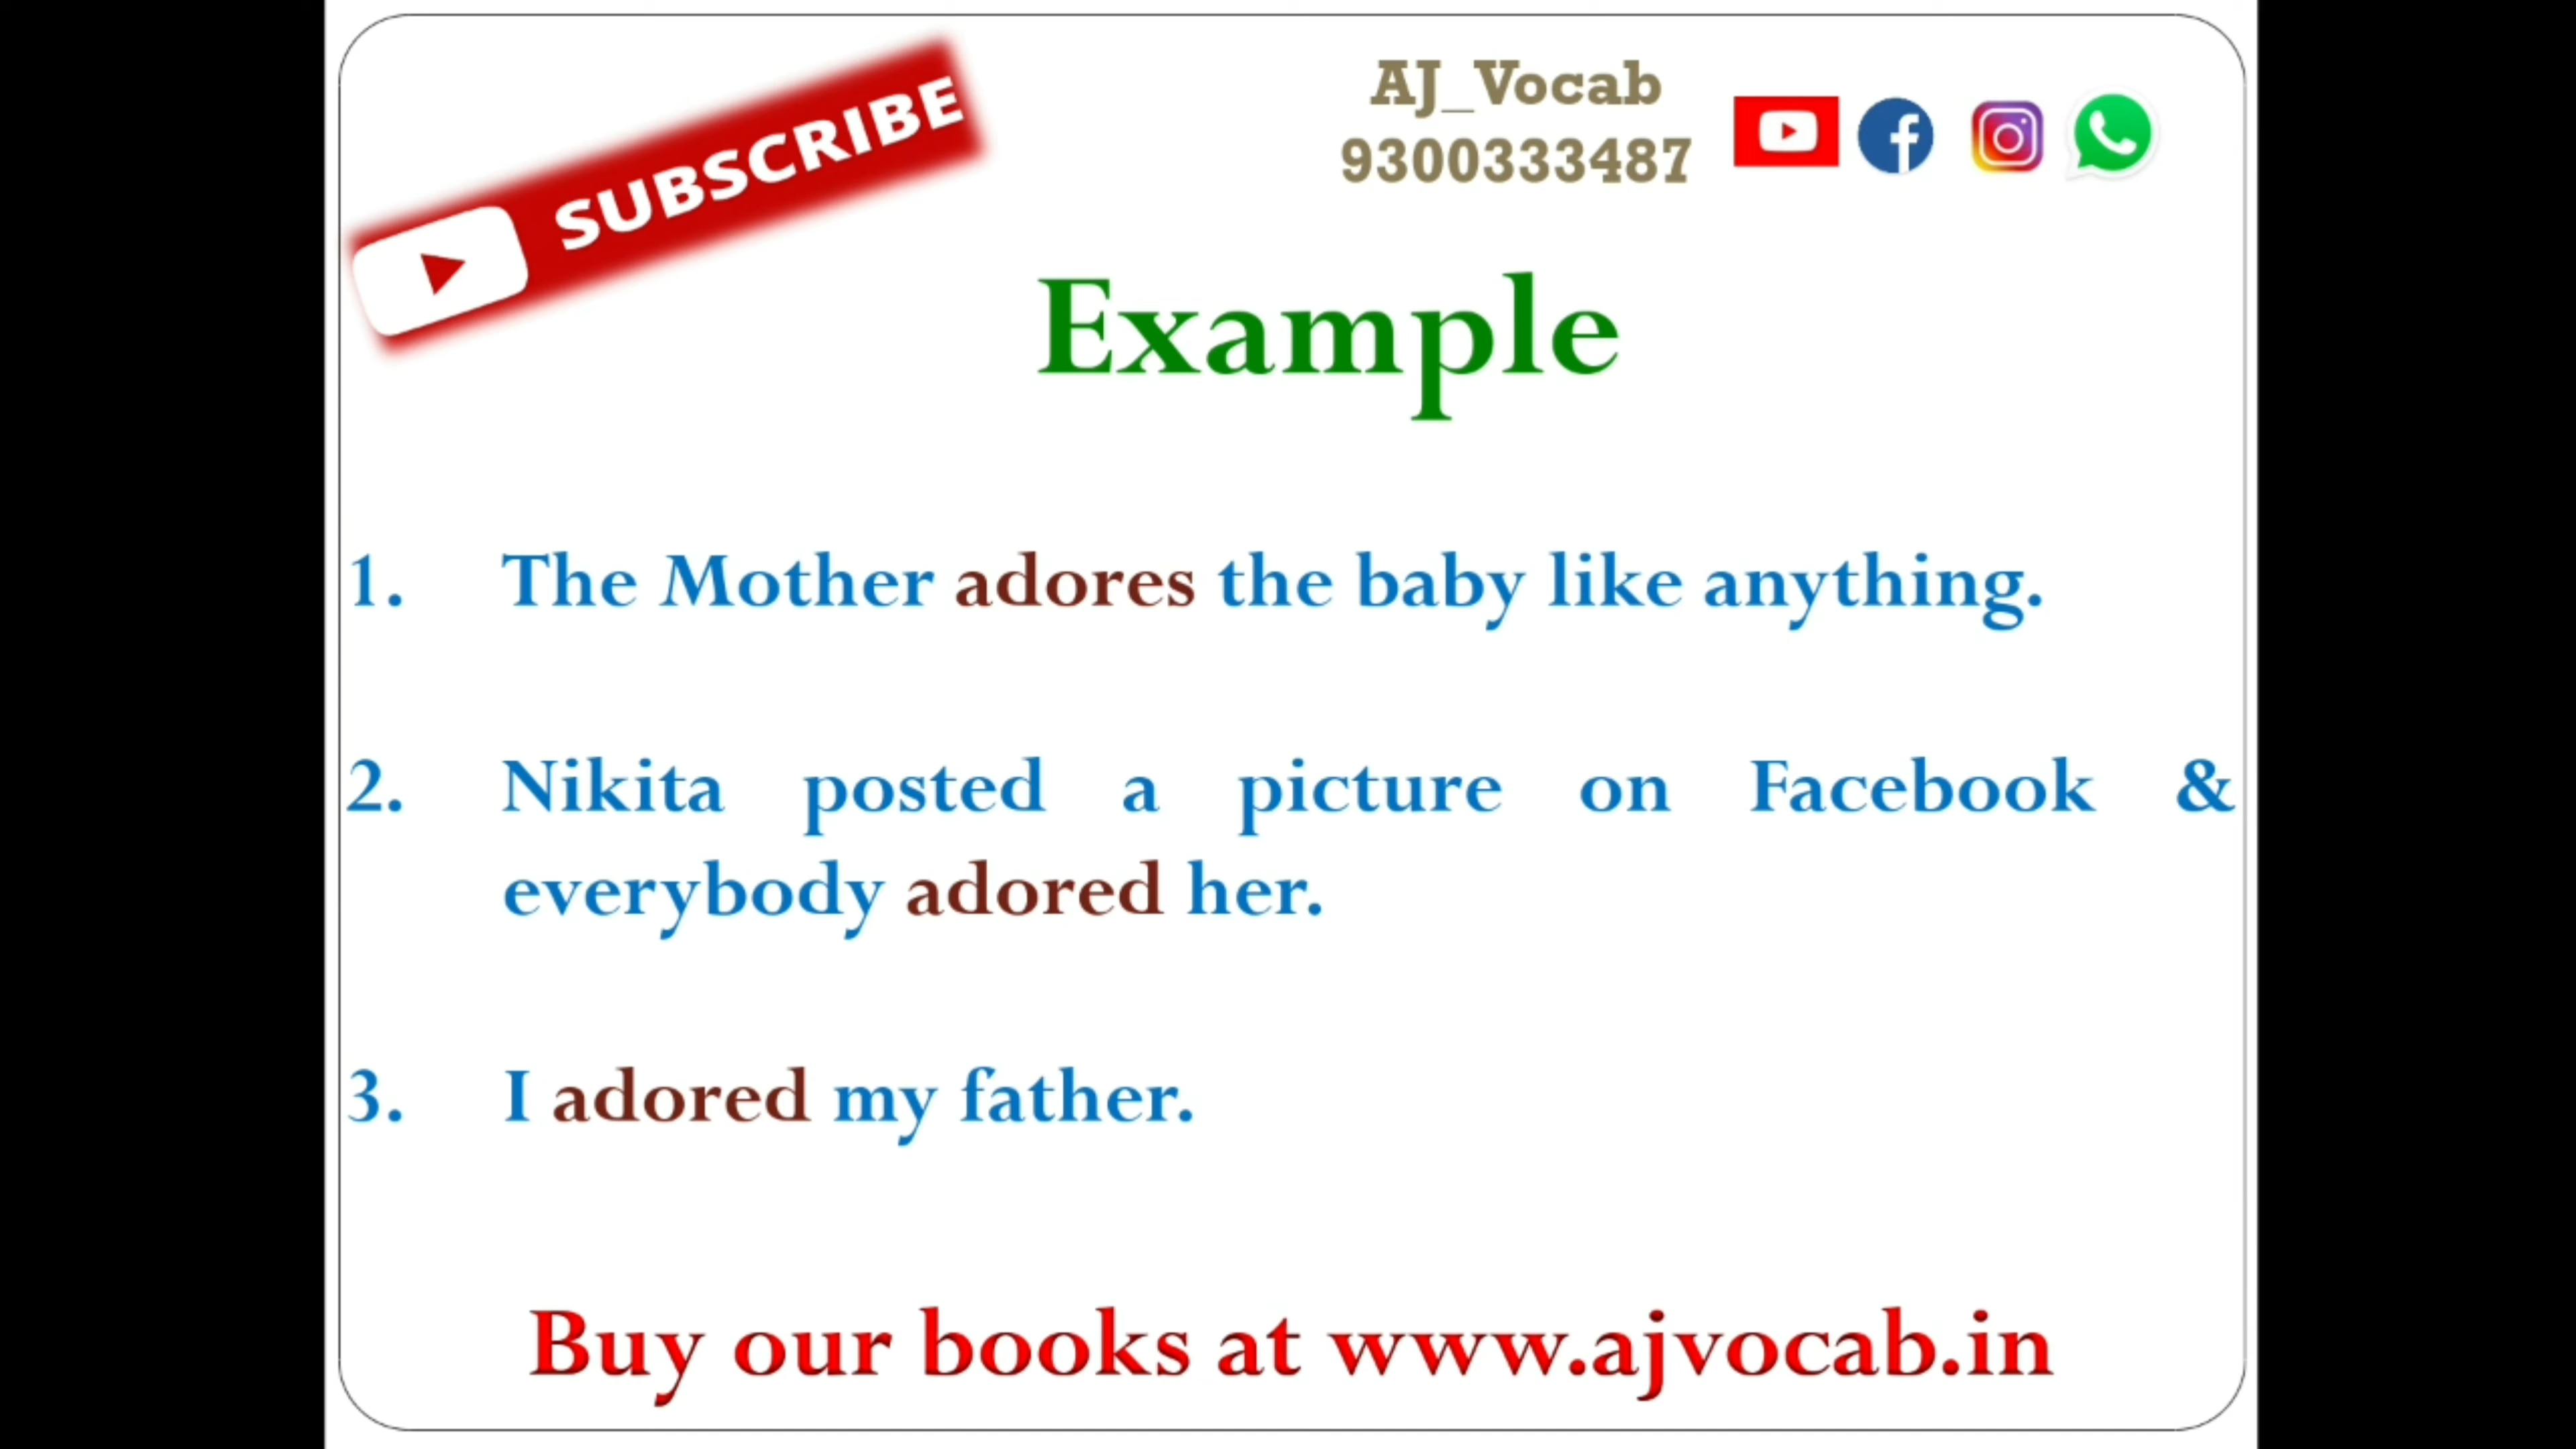 SUBSCRIBE
AJ_Vocab
9300333487
Example
1. The Mother adores the baby like anything.
2. Nikita posted a picture on Facebook &
everybody adored her.
3. I adored my father.
Buy our books at www.ajvocab.in